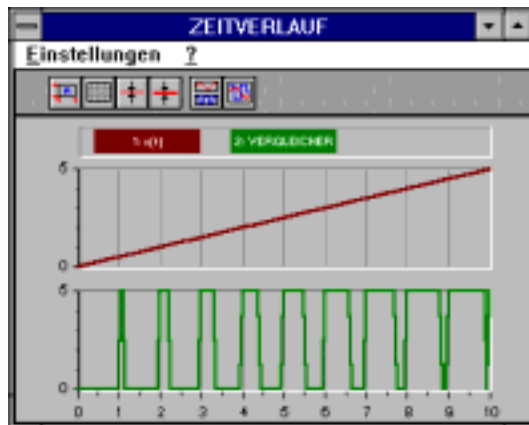 ZEITVERLAUF
Einstellungen ?
2: VERGLEICHER
5
0
5
0
0 1 2 3 4 5 6 7 8 9 10